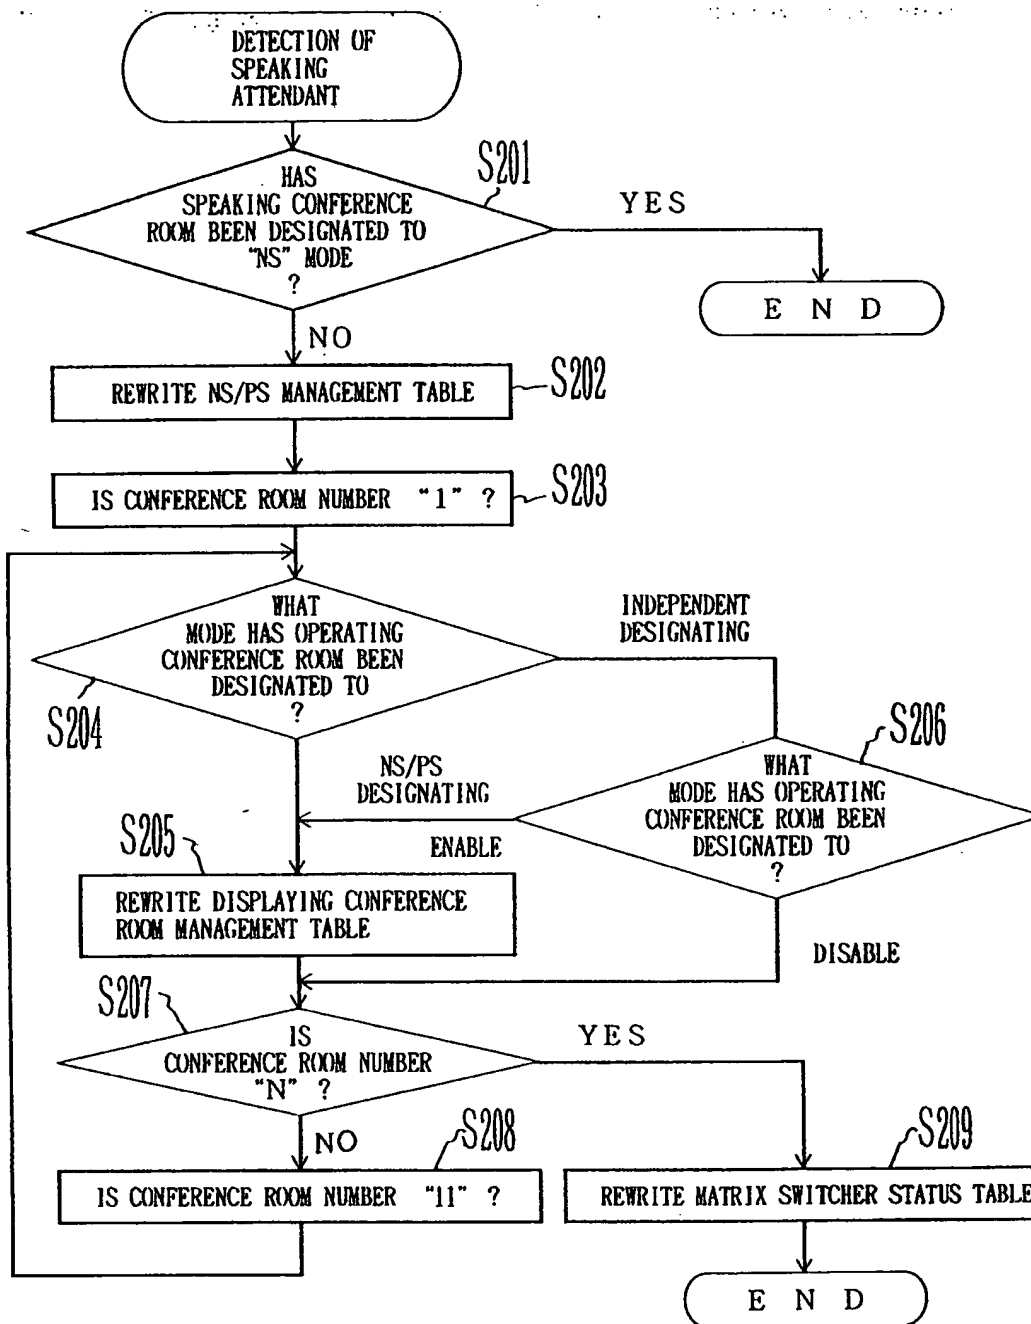 DETECTION OF
SPEAKING
ATTENDANT
S201
HAS
SPEAKING CONFERENCE
ROOM BEEN DESIGNATED TO
"NS" MODE
?
YES
E N D
NO
REWRITE NS/PS MANAGEMENT TABLE
S202
IS CONFERENCE ROOM NUMBER "1" ?
S203
WHAT
MODE HAS OPERATING
CONFERENCE ROOM BEEN
DESIGNATED TO
?
S204
INDEPENDENT
DESIGNATING
S206
WHAT
MODE HAS OPERATING
CONFERENCE ROOM BEEN
DESIGNATED TO
?
NS/PS
DESIGNATING
ENABLE
S205
REWRITE DISPLAYING CONFERENCE
ROOM MANAGEMENT TABLE
DISABLE
S207
IS
CONFERENCE ROOM NUMBER
"N" ?
YES
NO
S208
IS CONFERENCE ROOM NUMBER "11" ?
S209
REWRITE MATRIX SWITCHER STATUS TABLE
E N D